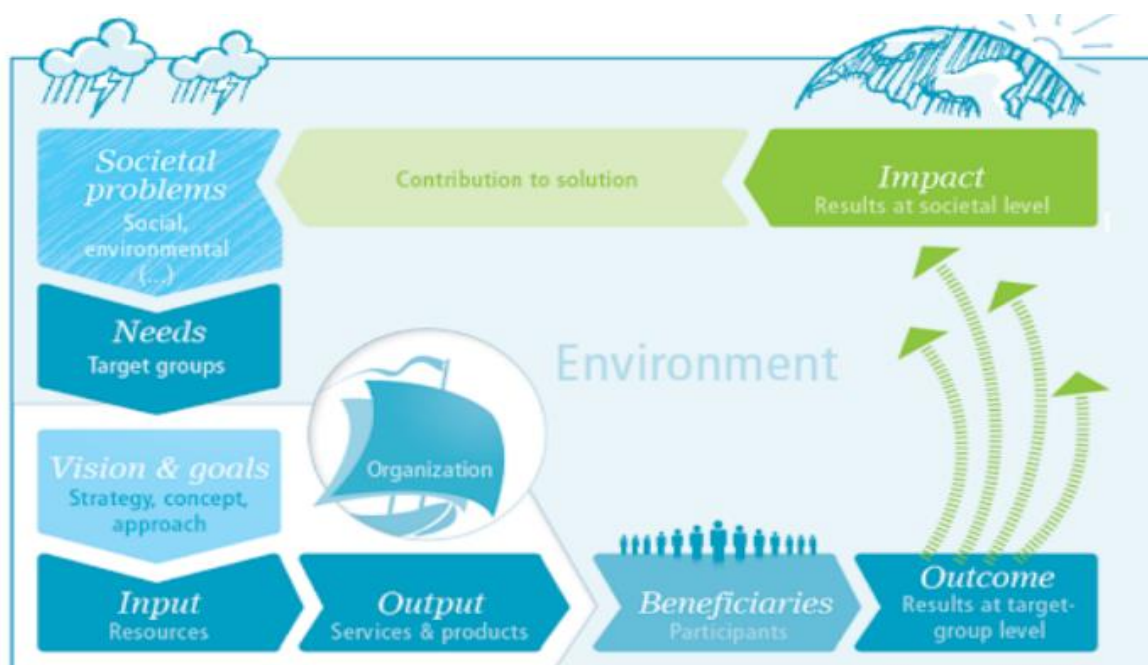 Societal
problems
Social,
environmental
(...)
Contribution to solution
Impact
Results at societal level
Needs
Target groups
Environment
Organization
Vision & goals
Strategy, concept,
approach
Input
Resources
Output
Services & products
Beneficiaries
Participants
Outcome
Results at target-
group level